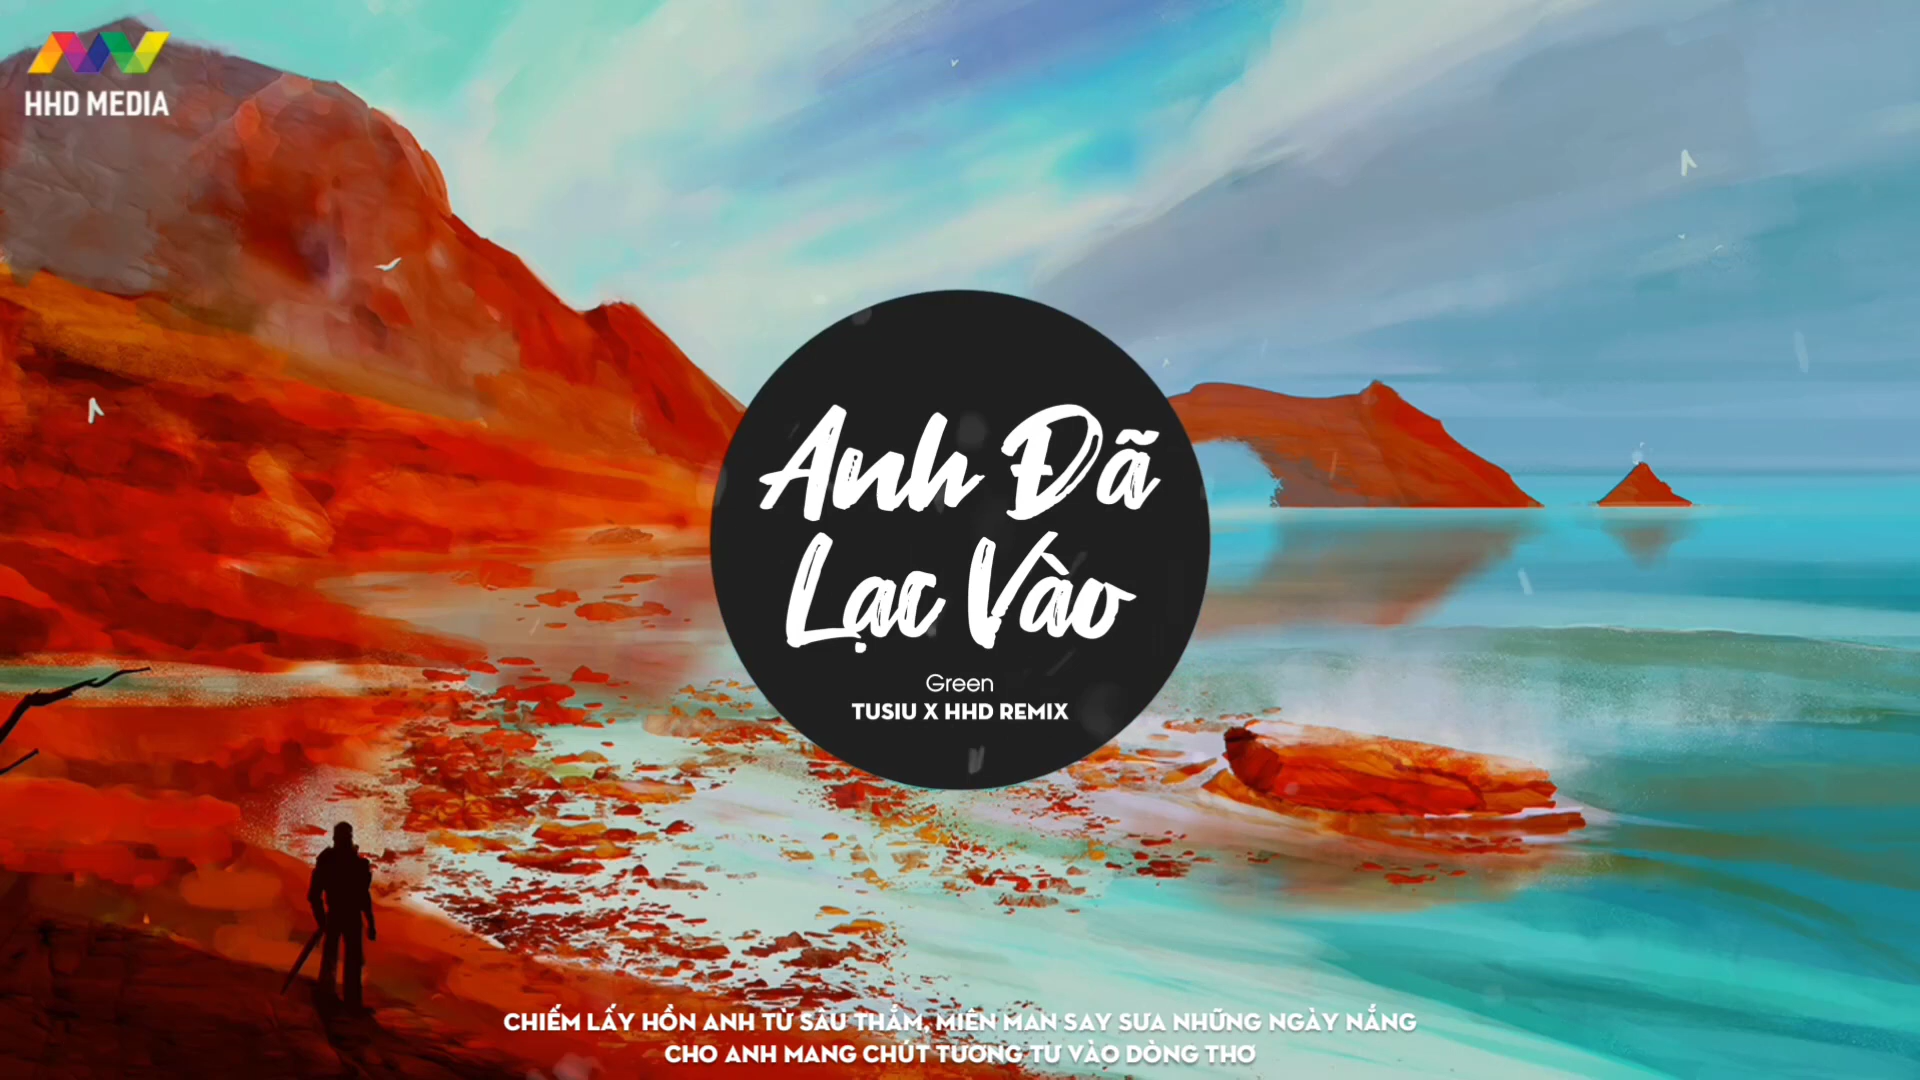 HHD MEDIA
Anh Đã
Lạc Vào
Green
TUSIU X HHD REMIX
CHIẾM LẤY HỒN ANH TỪ SÂU THẲM, MIÊN MAN SAY SƯA NHỮNG NGÀY NẮNG
CHO ANH MANG CHÚT TƯƠNG TƯ VÀO DÒNG THƠ